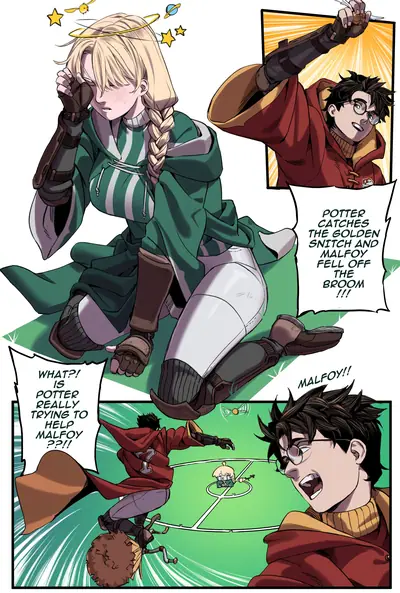 POTTER
CATCHES
THE GOLDEN
SNITCH AND
MALFOY
FELL OFF
THE
BROOM
!!!
WHAT?!
IS
POTTER
REALLY
TRYING TO
HELP
MALFOY
??!!
MALFOY!!